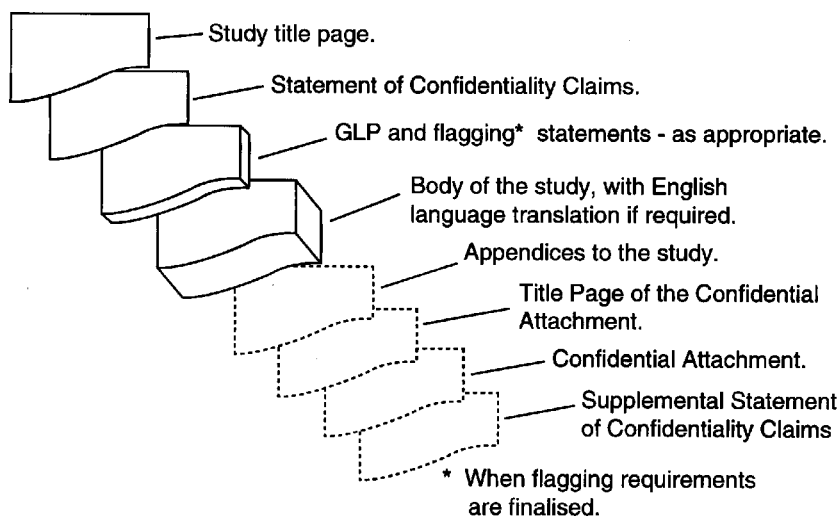 Study title page.
Statement of Confidentiality Claims.
GLP and flagging* statements - as appropriate.
Body of the study, with English
language translation if required.
Appendices to the study.
Title Page of the Confidential
Attachment.
Confidential Attachment.
Supplemental Statement
of Confidentiality Claims
* When flagging requirements
are finalised.